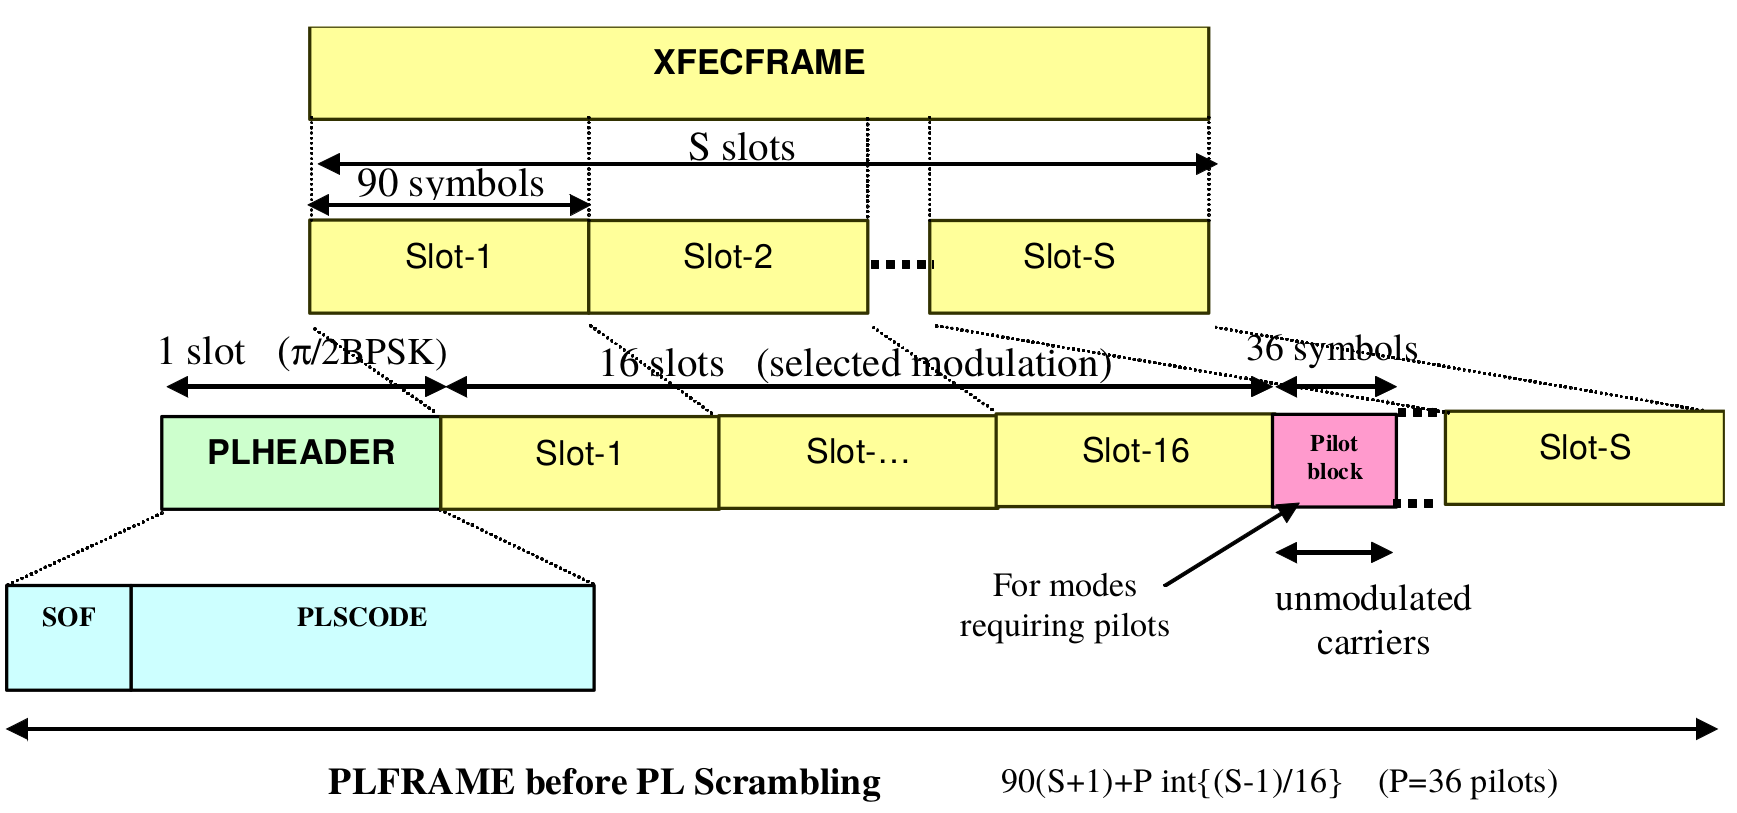 XFECFRAME
S slots
90 symbols
Slot-1
Slot-2
Slot-S
1 slot (π/2BPSK)
16 slots (selected modulation)
36 symbols
PLHEADER
Slot-1
Slot-...
Slot-16
Pilot
block
Slot-S
For modes
requiring pilots
unmodulated
carriers
SOF
PLSCODE
PLFRAME before PL Scrambling
90(S+1)+P int{(S-1)/16} (P=36 pilots)